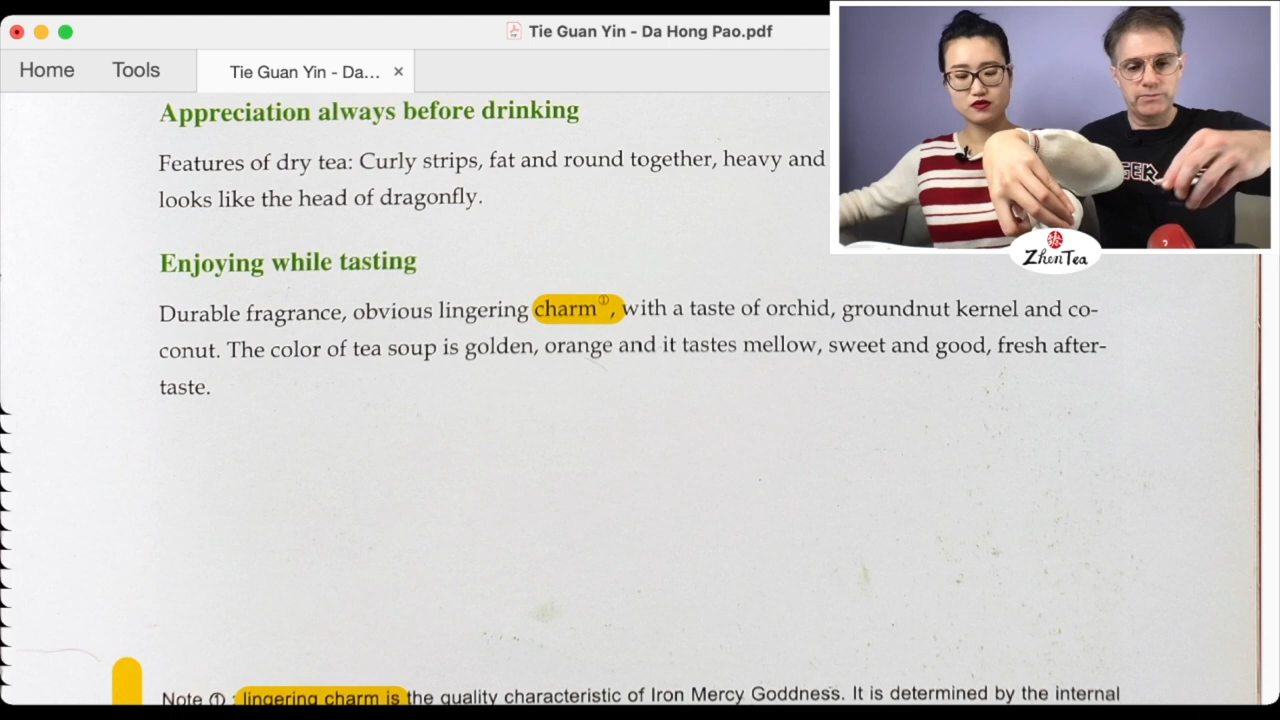 Tie Guan Yin - Da Hong Pao.pdf
Home Tools Tie Guan Yin - Da... ×
Appreciation always before drinking
Features of dry tea: Curly strips, fat and round together, heavy and
looks like the head of dragonfly.
Enjoying while tasting
Durable fragrance, obvious lingering charm①, with a taste of orchid, groundnut kernel and co-
conut. The color of tea soup is golden, orange and it tastes mellow, sweet and good, fresh after-
taste.
Note ① : lingering charm is the quality characteristic of Iron Mercy Goddness. It is determined by the internal
ZhenTea